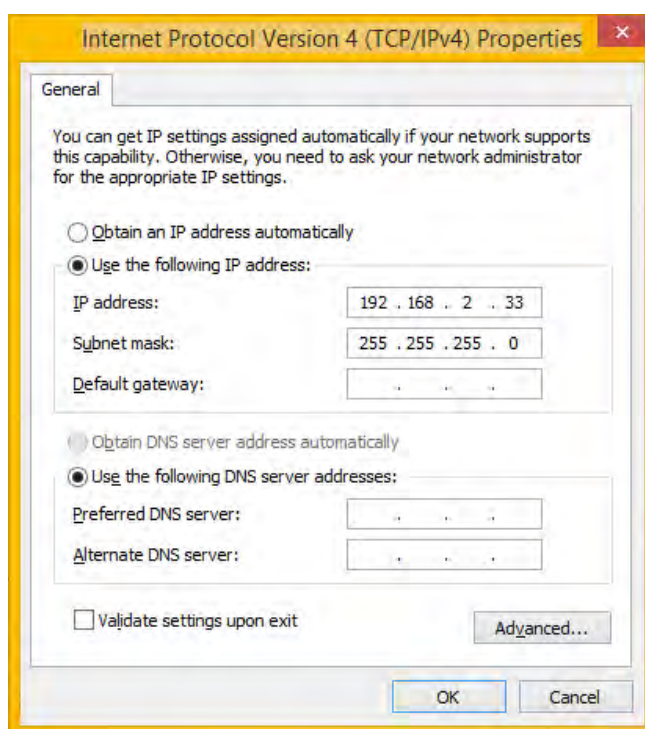 Internet Protocol Version 4 (TCP/IPv4) Properties
General
You can get IP settings assigned automatically if your network supports
this capability. Otherwise, you need to ask your network administrator
for the appropriate IP settings.
Obtain an IP address automatically
Use the following IP address:
IP address: 192 . 168 . 2 . 33
Subnet mask: 255 . 255 . 255 . 0
Default gateway: . . .
Obtain DNS server address automatically
Use the following DNS server addresses:
Preferred DNS server: . . .
Alternate DNS server: . . .
Validate settings upon exit
Advanced...
OK Cancel